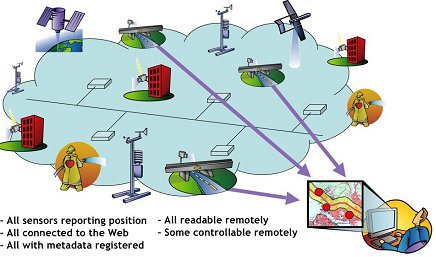 - All sensors reporting position
- All connected to the Web
- All with metadata registered
- All readable remotely
- Some controllable remotely